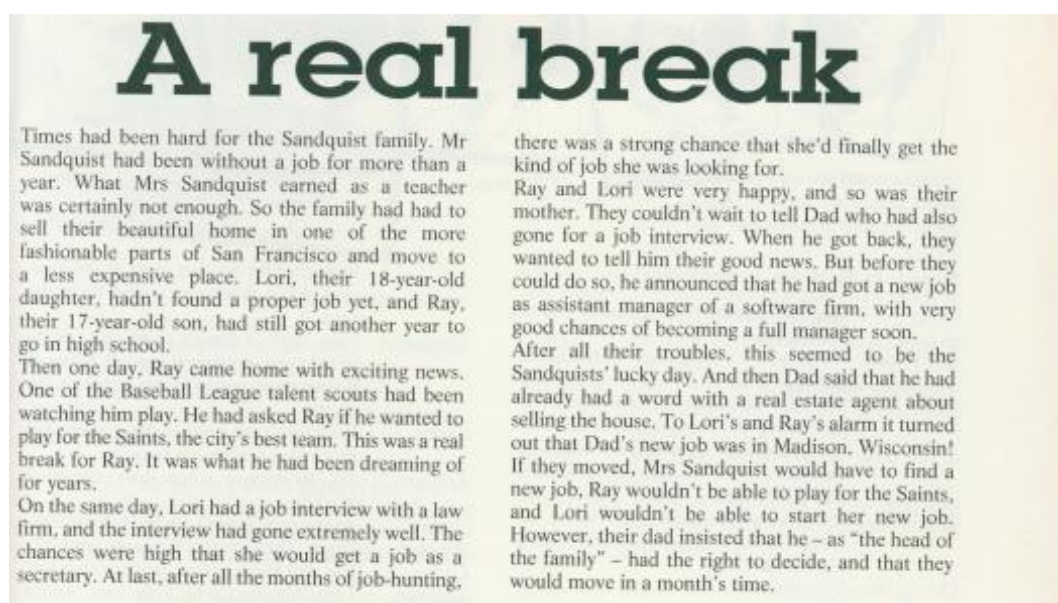 A real break
Times had been hard for the Sandquist family. Mr
Sandquist had been without a job for more than a
year. What Mrs Sandquist earned as a teacher
was certainly not enough. So the family had had to
sell their beautiful home in one of the more
fashionable parts of San Francisco and move to
a less expensive place. Lori, their 18-year-old
daughter, hadn't found a proper job yet, and Ray,
their 17-year-old son, had still got another year to
go in high school.
Then one day, Ray came home with exciting news.
One of the Baseball League talent scouts had been
watching him play. He had asked Ray if he wanted to
play for the Saints, the city's best team. This was a real
break for Ray. It was what he had been dreaming of
for years.
On the same day, Lori had a job interview with a law
firm, and the interview had gone extremely well. The
chances were high that she would get a job as a
secretary. At last, after all the months of job-hunting,
there was a strong chance that she'd finally get the
kind of job she was looking for.
Ray and Lori were very happy, and so was their
mother. They couldn't wait to tell Dad who had also
gone for a job interview. When he got back, they
wanted to tell him their good news. But before they
could do so, he announced that he had got a new job
as assistant manager of a software firm, with very
good chances of becoming a full manager soon.
After all their troubles, this seemed to be the
Sandquists' lucky day. And then Dad said that he had
already had a word with a real estate agent about
selling the house. To Lori's and Ray's alarm it turned
out that Dad's new job was in Madison, Wisconsin!
If they moved, Mrs Sandquist would have to find a
new job, Ray wouldn't be able to play for the Saints,
and Lori wouldn't be able to start her new job.
However, their dad insisted that he – as "the head of
the family" – had the right to decide, and that they
would move in a month's time.